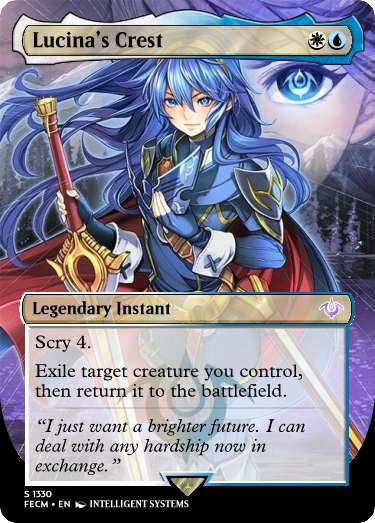 Lucina's Crest
Legendary Instant
Scry 4.
Exile target creature you control,
then return it to the battlefield.
“I just want a brighter future. I can
deal with any hardship now in
exchange.”
S 1330
FECM • EN INTELLIGENT SYSTEMS